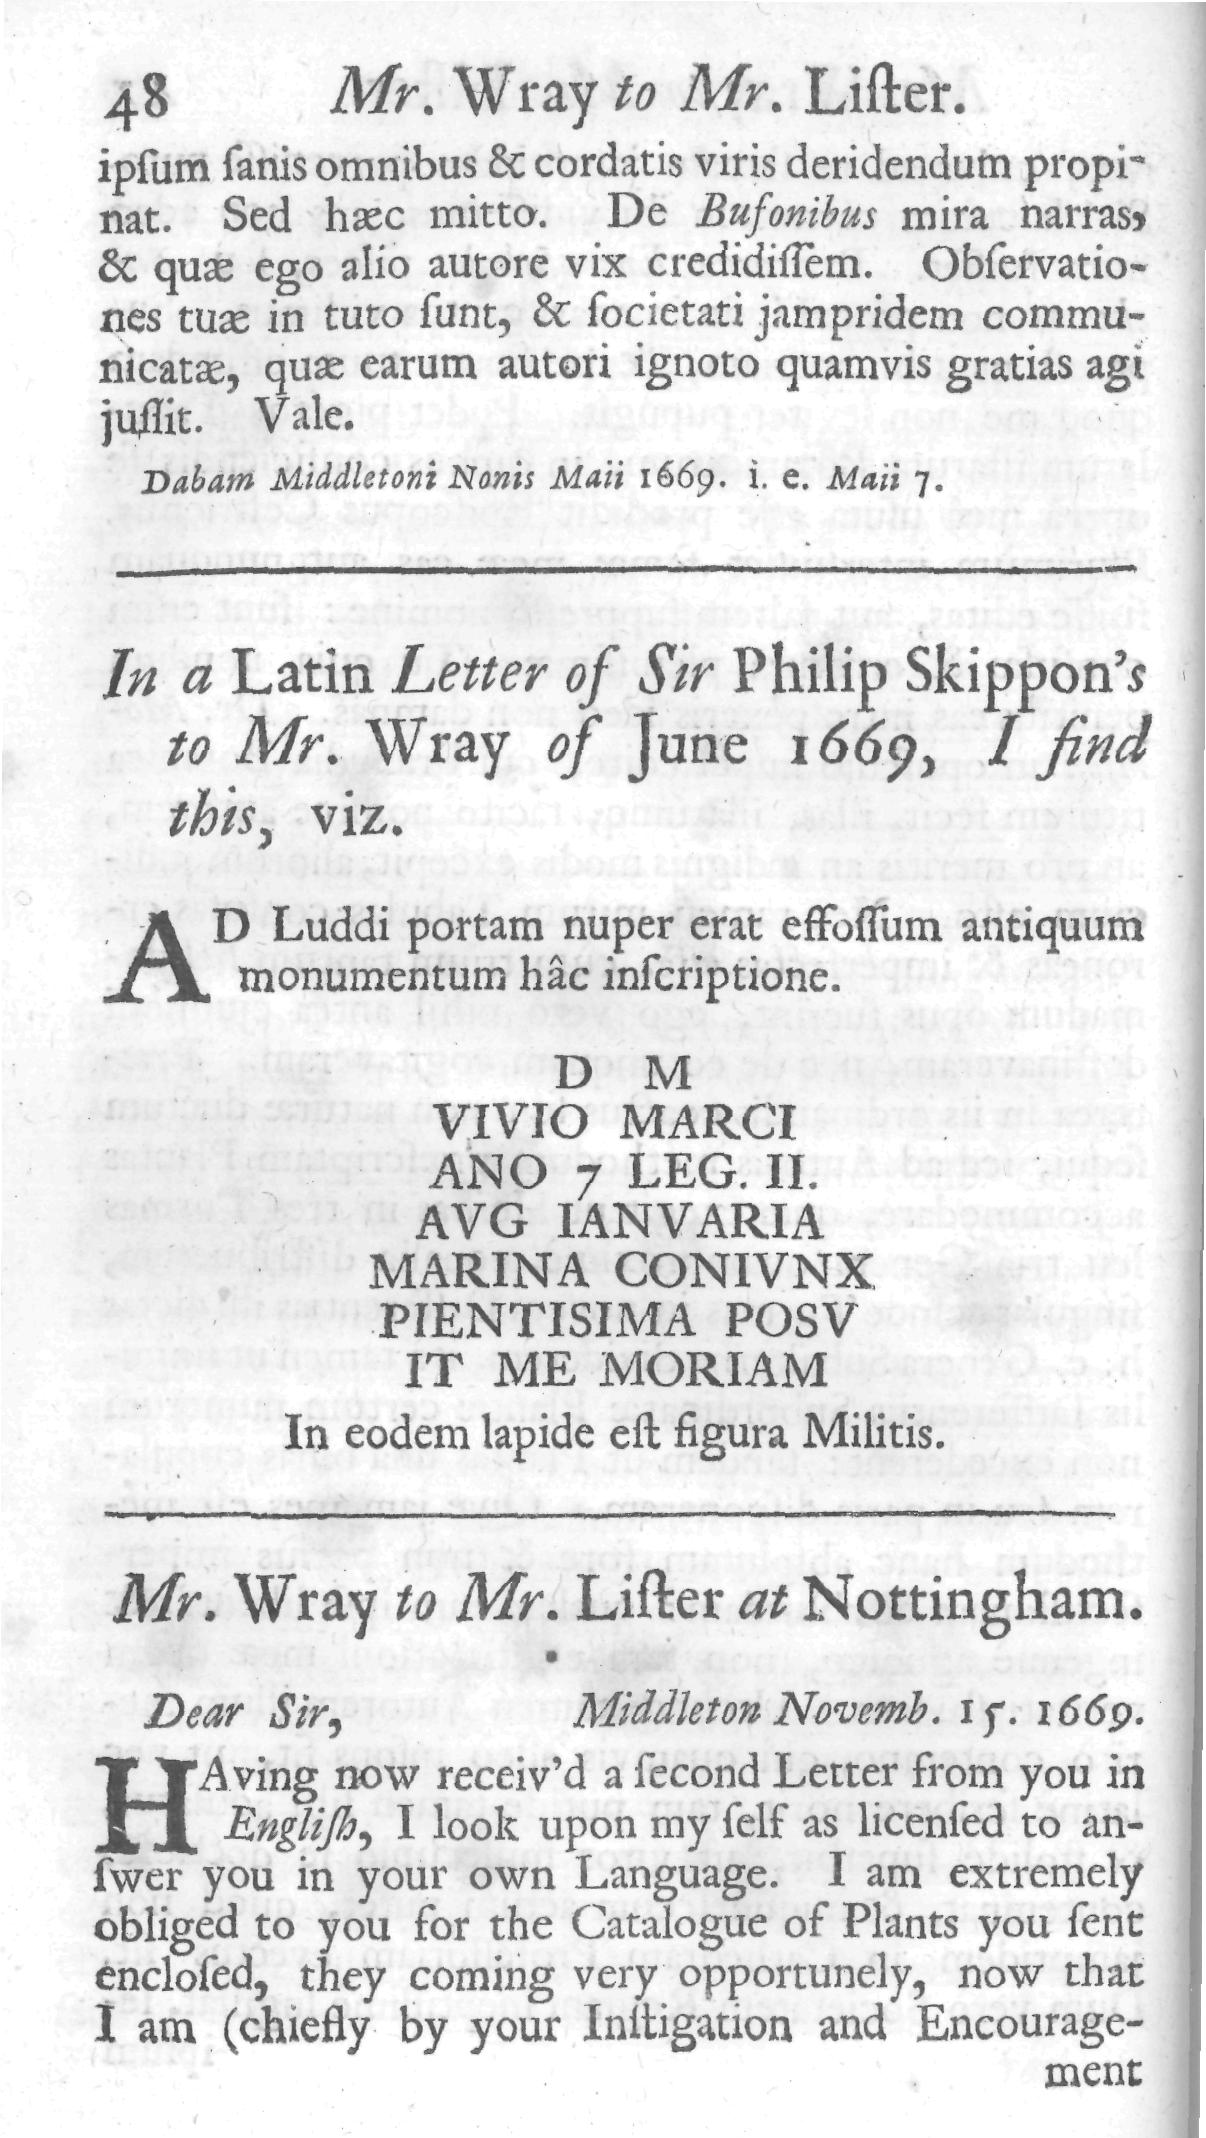 48 Mr. Wray to Mr. Liſter.
ipſum ſanis omnibus & cordatis viris deridendum propi-
nat. Sed hæc mitto. De Bufonibus mira narras,
& quæ ego alio autore vix credidiſſem. Obſervatio-
nes tuæ in tuto ſunt, & ſocietati jampridem commu-
nicatæ, quæ earum autori ignoto quamvis gratias agi
juſſit. Vale.
Dabam Middletoni Nonis Maii 1669. i. e. Maii 7.
In a Latin Letter of Sir Philip Skippon's
to Mr. Wray of June 1669, I find
this, viz.
AD Luddi portam nuper erat effoſſum antiquum
monumentum hâc inſcriptione.
D M
VIVIO MARCI
ANO 7 LEG. II.
AVG IANVARIA
MARINA CONIVNX
PIENTISIMA POSV
IT ME MORIAM
In eodem lapide eſt figura Militis.
Mr. Wray to Mr. Liſter at Nottingham.
Dear Sir, Middleton Novemb. 15. 1669.
HAving now receiv'd a ſecond Letter from you in
Engliſh, I look upon my ſelf as licenſed to an-
ſwer you in your own Language. I am extremely
obliged to you for the Catalogue of Plants you ſent
encloſed, they coming very opportunely, now that
I am (chiefly by your Inſtigation and Encourage-
ment